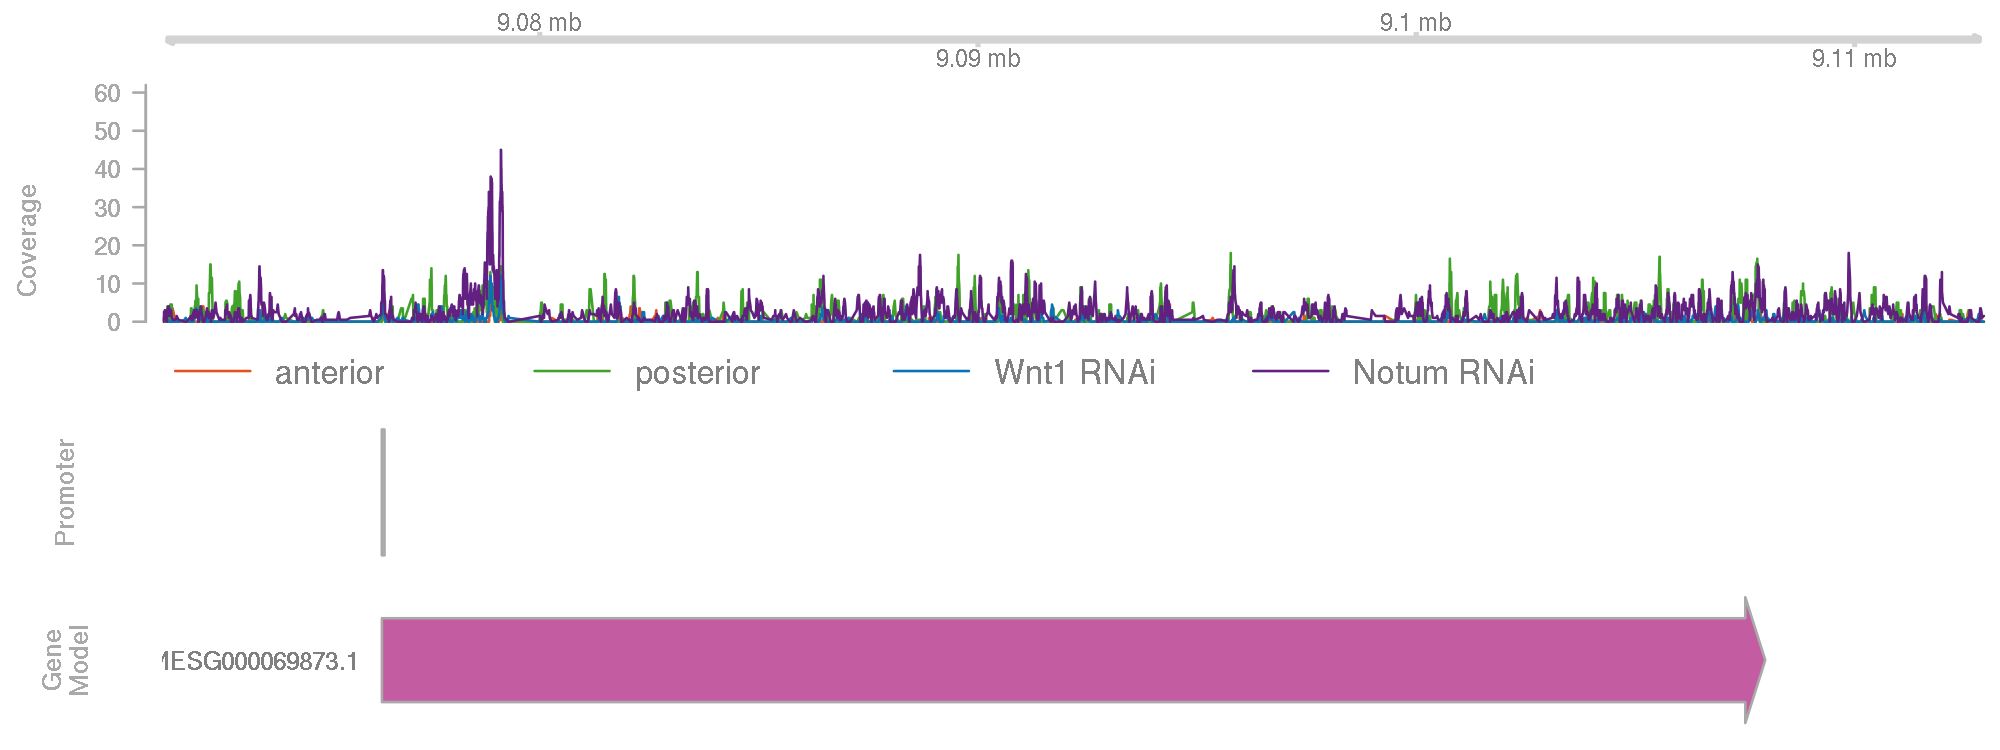 9.08 mb
9.1 mb
9.09 mb
9.11 mb
Coverage
60
50
40
30
20
10
0
anterior
posterior
Wnt1 RNAi
Notum RNAi
Promoter
Gene
Model
ESG000069873.1